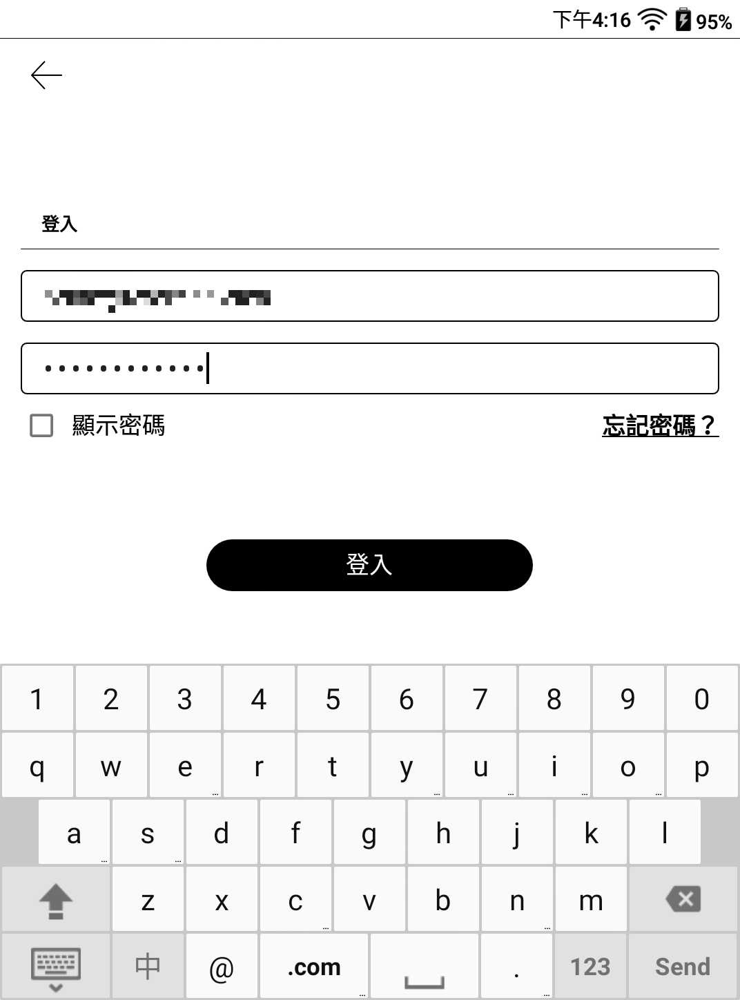 下午4:16 95%
登入
••••••••••••
顯示密碼 忘記密碼？
登入
1 2 3 4 5 6 7 8 9 0
q w e r t y u i o p
a s d f g h j k l
z x c v b n m
中 @ .com . 123 Send